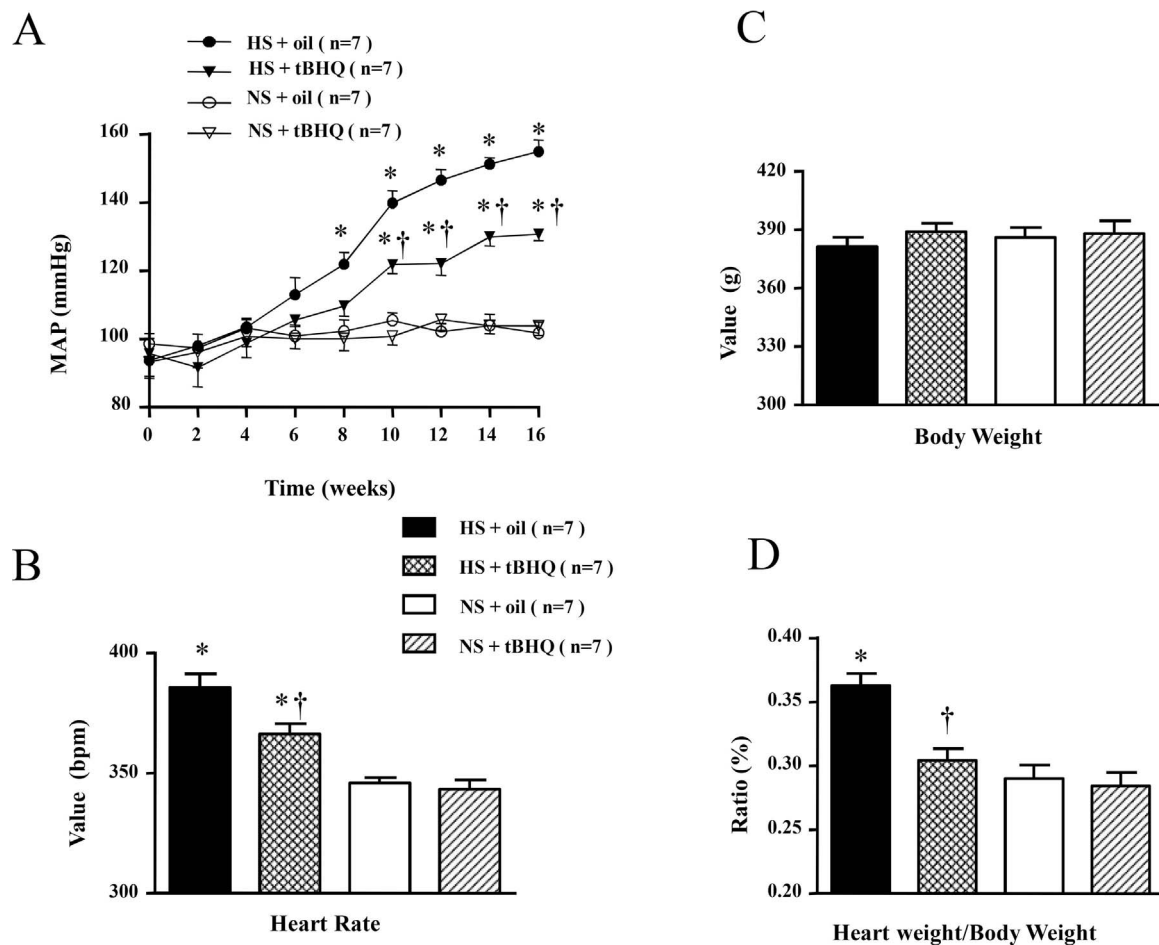 A
HS + oil ( n=7 )
HS + tBHQ ( n=7)
NS + oil ( n=7 )
NS + tBHQ ( n=7 )
MAP (mmHg)
160
140
120
100
80
* * * * *
*† *† *† *†
0 2 4 6 8 10 12 14 16
Time (weeks)
C
Value (g)
420
390
360
330
300
Body Weight
HS + oil ( n=7 )
HS + tBHQ ( n=7 )
NS + oil ( n=7 )
NS + tBHQ ( n=7 )
B
Value (bpm)
400
350
300
*
*†
Heart Rate
D
Ratio (%)
0.40
0.35
0.30
0.25
0.20
*
†
Heart weight/Body Weight